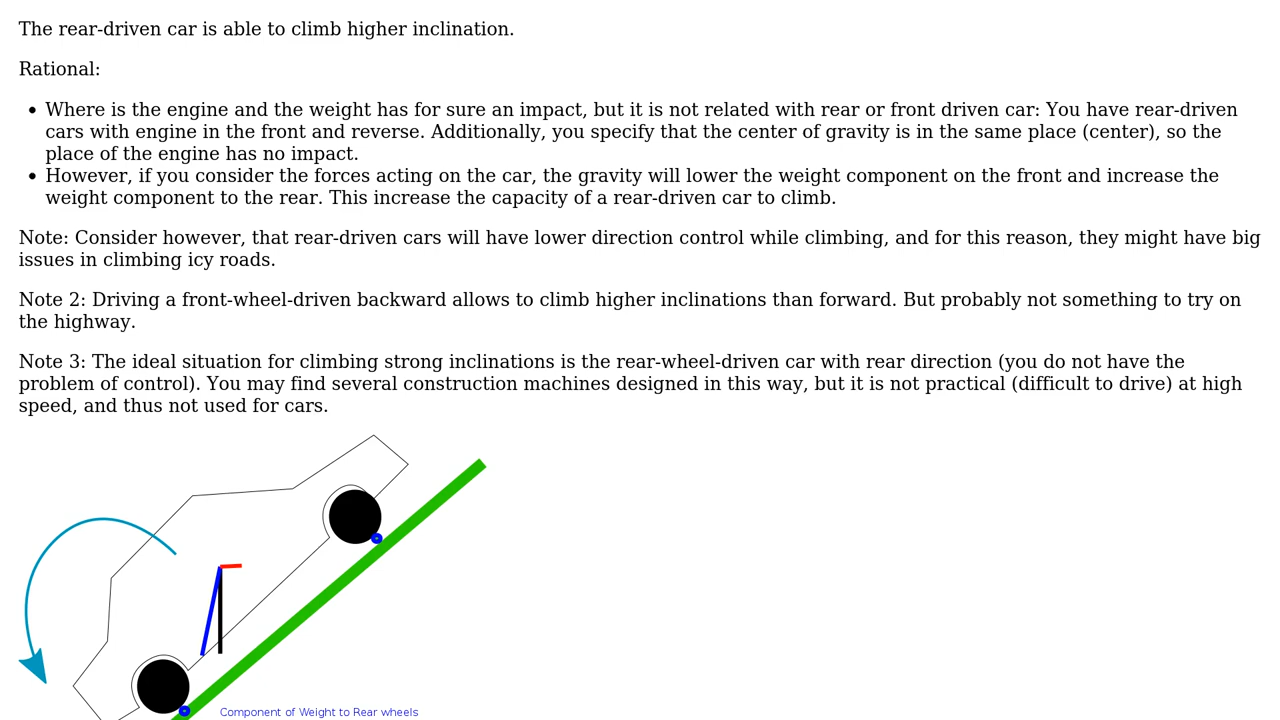 The rear-driven car is able to climb higher inclination.
Rational:
• Where is the engine and the weight has for sure an impact, but it is not related with rear or front driven car: You have rear-driven
cars with engine in the front and reverse. Additionally, you specify that the center of gravity is in the same place (center), so the
place of the engine has no impact.
• However, if you consider the forces acting on the car, the gravity will lower the weight component on the front and increase the
weight component to the rear. This increase the capacity of a rear-driven car to climb.
Note: Consider however, that rear-driven cars will have lower direction control while climbing, and for this reason, they might have big
issues in climbing icy roads.
Note 2: Driving a front-wheel-driven backward allows to climb higher inclinations than forward. But probably not something to try on
the highway.
Note 3: The ideal situation for climbing strong inclinations is the rear-wheel-driven car with rear direction (you do not have the
problem of control). You may find several construction machines designed in this way, but it is not practical (difficult to drive) at high
speed, and thus not used for cars.
Component of Weight to Rear wheels